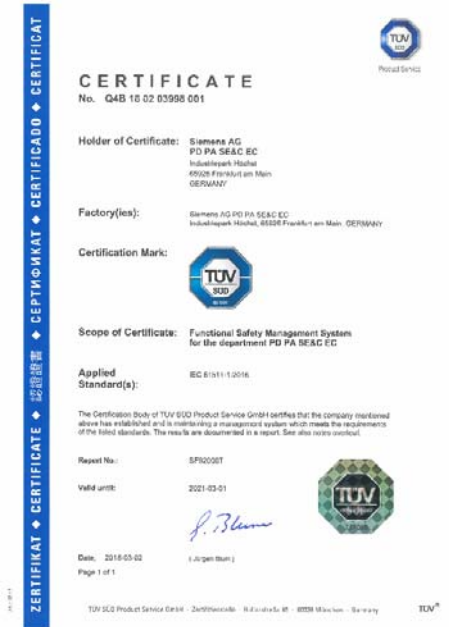 TÜV
SÜD
Product Service
CERTIFICATE
No. Q4B 18 02 03998 001
Holder of Certificate: Siemens AG
PD PA SE&C EC
Industriepark Höchst
65926 Frankfurt am Main
GERMANY
Factory(ies): Siemens AG PD PA SE&C EC
Industriepark Höchst, 65926 Frankfurt am Main, GERMANY
Certification Mark:
TÜV
SÜD
Scope of Certificate: Functional Safety Management System
for the department PD PA SE&C EC
Applied
Standard(s): IEC 61511-1:2016
The Certification Body of TÜV SÜD Product Service GmbH certifies that the company mentioned
above has established and is maintaining a management system which meets the requirements
of the listed standards. The results are documented in a report. See also notes overleaf.
Report No.:
Valid until: 2021-03-01
Date, 2018-03-02
Page 1 of 1
TÜV
TÜV SÜD Product Service GmbH · Zertifizierstelle · 80339 München · Germany
TÜV®
ZERTIFIKAT ◆ CERTIFICATE ◆ 認證證書 ◆ СЕРТИФИКАТ ◆ CERTIFICADO ◆ CERTIFICAT